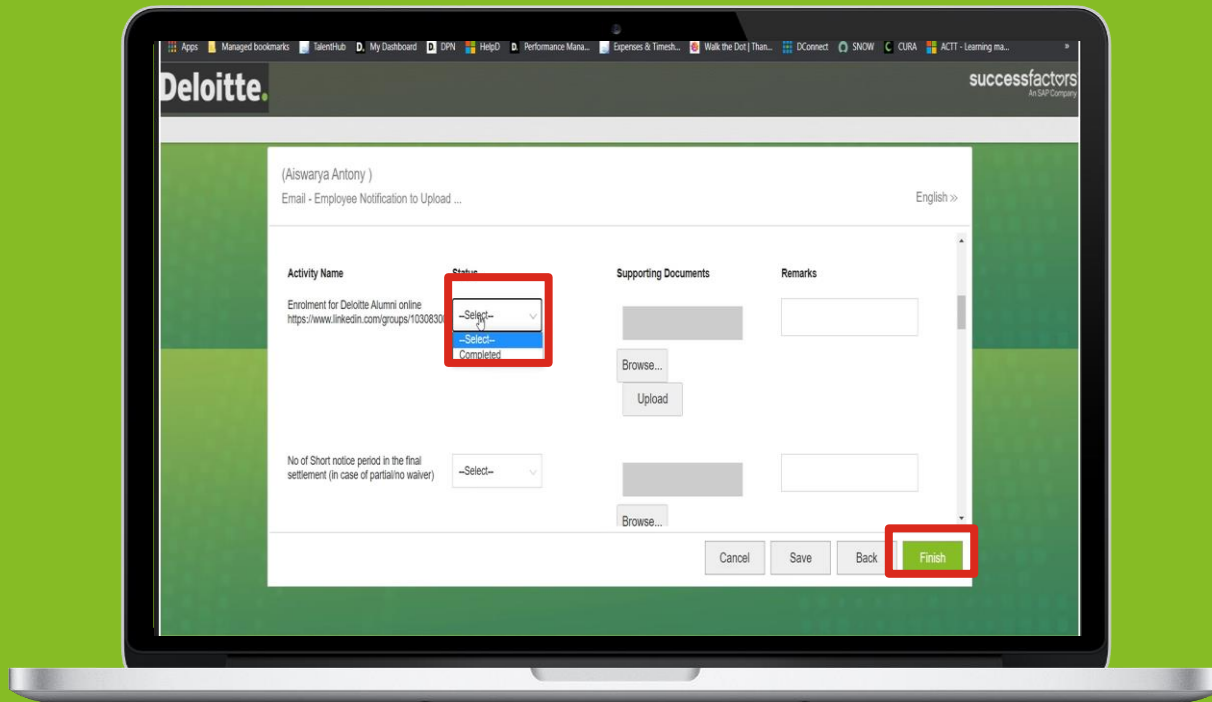 Apps Managed bookmarks TalentHub D. My Dashboard D DPN HelpD D. Performance Mana... Expenses & Timesh... Walk the Dot | Than... DConnect SNOW C CURA ACTT - Learning ma... »
Deloitte.
successfactors
An SAP Company
(Aiswarya Antony )
Email - Employee Notification to Upload ...
English »
Activity Name Status Supporting Documents Remarks
Enrolment for Deloitte Alumni online
https://www.linkedin.com/groups/1030830
--Select--
--Select--
Completed
Browse...
Upload
No of Short notice period in the final
settlement (in case of partial/no waiver)
--Select--
Browse...
Cancel Save Back Finish